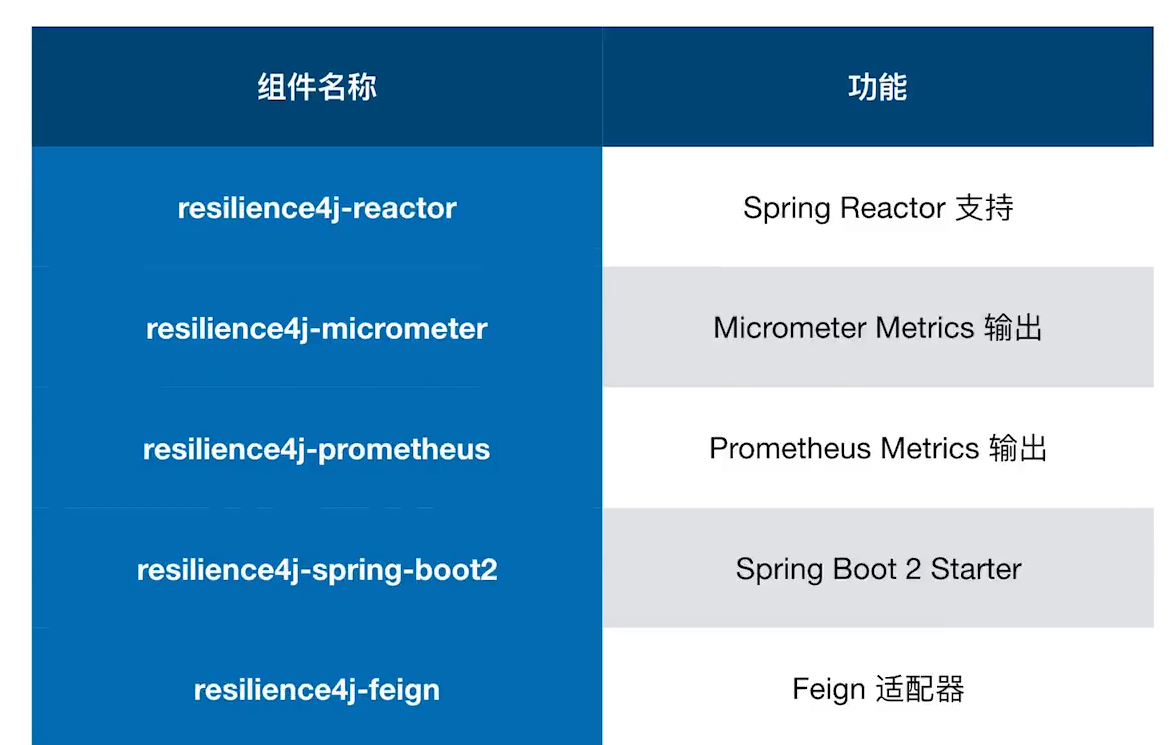 组件名称 功能
resilience4j-reactor Spring Reactor 支持
resilience4j-micrometer Micrometer Metrics 输出
resilience4j-prometheus Prometheus Metrics 输出
resilience4j-spring-boot2 Spring Boot 2 Starter
resilience4j-feign Feign 适配器